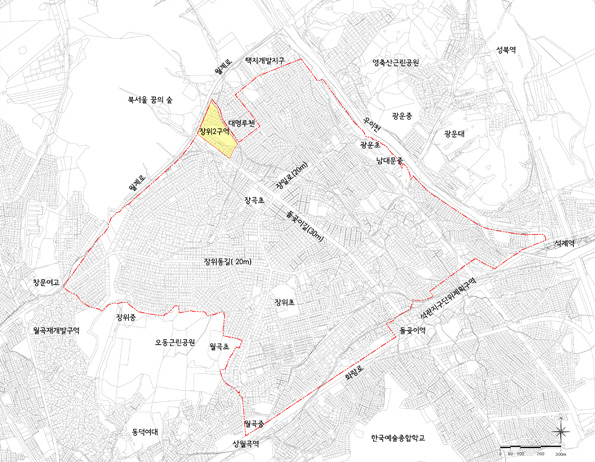 성북역
택지개발지구
영축산근린공원
월계로
북서울 꿈의 숲
우이천
광운중
대명루첸
장위2구역
광운대
광운초
남대문중
장월로(20m)
월계로
장곡초
돌곶이길(30m)
석계역
장위동길( 20m)
창문여고
석관지구단위계획구역
장위초
장위중
월곡재개발구역
돌곶이역
오동근린공원
월곡초
화랑로
월곡중
동덕여대
상월곡역
한국예술종합학교
0 50 100 200 300m